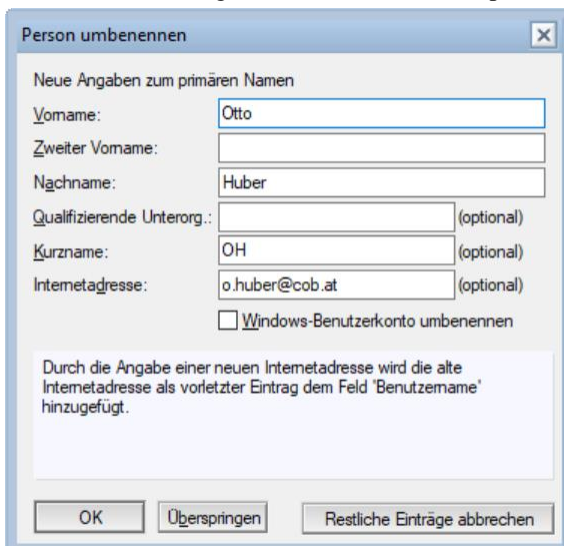 Person umbenennen
Neue Angaben zum primären Namen
Vorname: Otto
Zweiter Vorname:
Nachname: Huber
Qualifizierende Unterorg.: (optional)
Kurzname: OH (optional)
Internetadresse: o.huber@cob.at (optional)
Windows-Benutzerkonto umbenennen
Durch die Angabe einer neuen Internetadresse wird die alte
Internetadresse als vorletzter Eintrag dem Feld 'Benutzername'
hinzugefügt.
OK Überspringen Restliche Einträge abbrechen